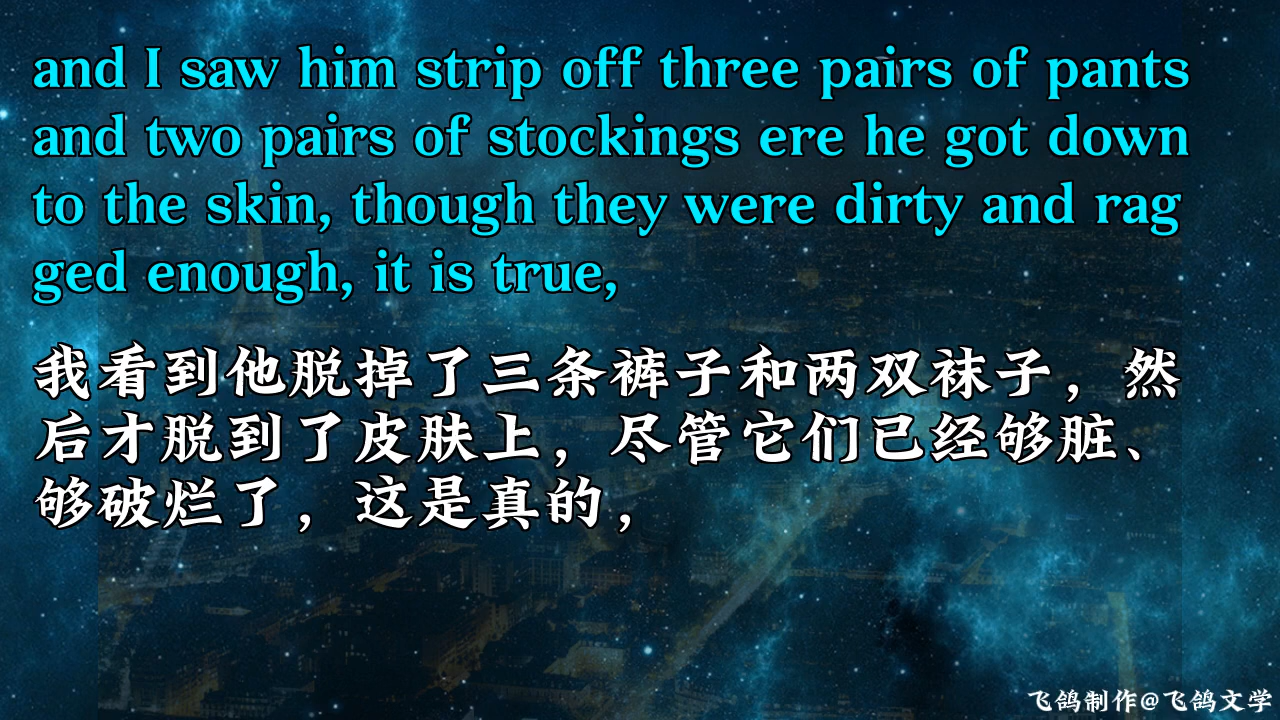 and I saw him strip off three pairs of pants
and two pairs of stockings ere he got down
to the skin, though they were dirty and rag
ged enough, it is true,
我看到他脱掉了三条裤子和两双袜子，然
后才脱到了皮肤上，尽管它们已经够脏、
够破烂了，这是真的，
飞鸽制作@飞鸽文学